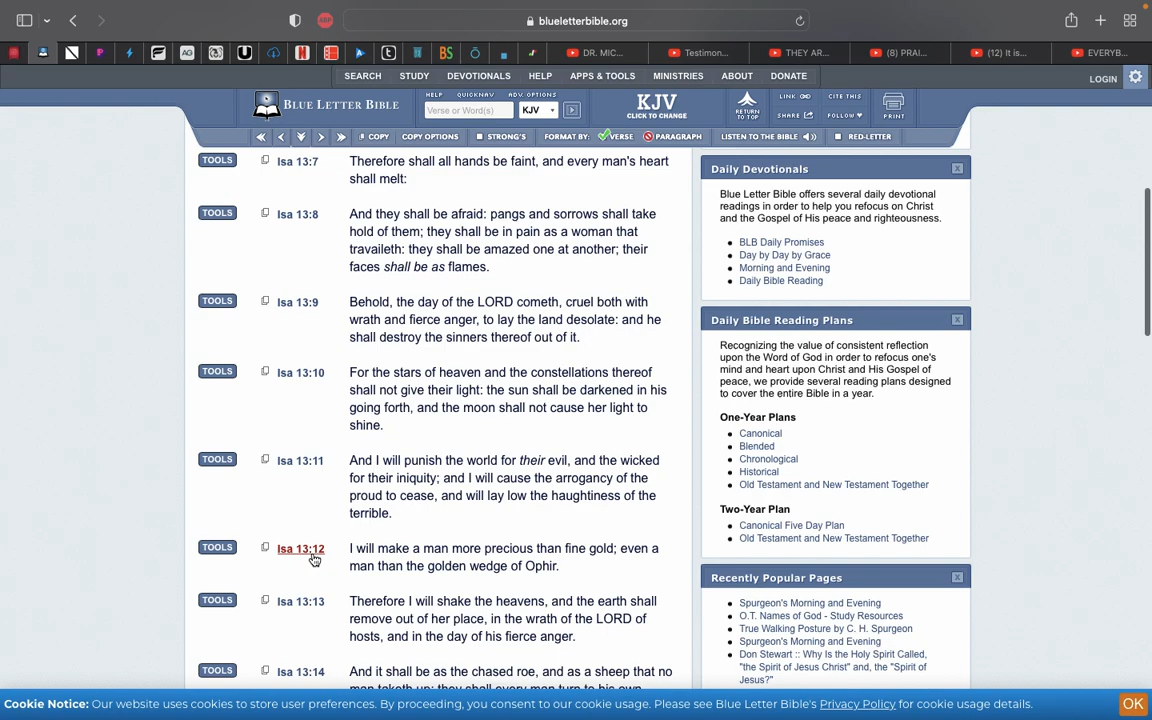 blueletterbible.org
ABP
AG
U
N
t
BS
DR. MIC...
Testimon...
THEY AR...
(8) PRAI...
(12) It is...
EVERYB...
SEARCH STUDY DEVOTIONALS HELP APPS & TOOLS MINISTRIES ABOUT DONATE
LOGIN
BLUE LETTER BIBLE
HELP QUICKNAV ADV. OPTIONS
Verse or Word(s) KJV
KJV
CLICK TO CHANGE
RETURN TO TOP
LINK CITE THIS
SHARE FOLLOW
PRINT
COPY COPY OPTIONS STRONG'S FORMAT BY: VERSE PARAGRAPH LISTEN TO THE BIBLE RED-LETTER
TOOLS Isa 13:7 Therefore shall all hands be faint, and every man's heart
shall melt:
TOOLS Isa 13:8 And they shall be afraid: pangs and sorrows shall take
hold of them; they shall be in pain as a woman that
travaileth: they shall be amazed one at another; their
faces shall be as flames.
TOOLS Isa 13:9 Behold, the day of the LORD cometh, cruel both with
wrath and fierce anger, to lay the land desolate: and he
shall destroy the sinners thereof out of it.
TOOLS Isa 13:10 For the stars of heaven and the constellations thereof
shall not give their light: the sun shall be darkened in his
going forth, and the moon shall not cause her light to
shine.
TOOLS Isa 13:11 And I will punish the world for their evil, and the wicked
for their iniquity; and I will cause the arrogancy of the
proud to cease, and will lay low the haughtiness of the
terrible.
TOOLS Isa 13:12 I will make a man more precious than fine gold; even a
man than the golden wedge of Ophir.
TOOLS Isa 13:13 Therefore I will shake the heavens, and the earth shall
remove out of her place, in the wrath of the LORD of
hosts, and in the day of his fierce anger.
TOOLS Isa 13:14 And it shall be as the chased roe, and as a sheep that no
man taketh up: they shall every man turn to his own
Daily Devotionals X
Blue Letter Bible offers several daily devotional
readings in order to help you refocus on Christ
and the Gospel of His peace and righteousness.
BLB Daily Promises
Day by Day by Grace
Morning and Evening
Daily Bible Reading
Daily Bible Reading Plans X
Recognizing the value of consistent reflection
upon the Word of God in order to refocus one's
mind and heart upon Christ and His Gospel of
peace, we provide several reading plans designed
to cover the entire Bible in a year.
One-Year Plans
Canonical
Blended
Chronological
Historical
Old Testament and New Testament Together
Two-Year Plan
Canonical Five Day Plan
Old Testament and New Testament Together
Recently Popular Pages X
Spurgeon's Morning and Evening
O.T. Names of God - Study Resources
True Walking Posture by C. H. Spurgeon
Spurgeon's Morning and Evening
Don Stewart :: Why Is the Holy Spirit Called,
"the Spirit of Jesus Christ" and, the "Spirit of
Jesus?"
Cookie Notice: Our website uses cookies to store user preferences. By proceeding, you consent to our cookie usage. Please see Blue Letter Bible's Privacy Policy for cookie usage details.
OK